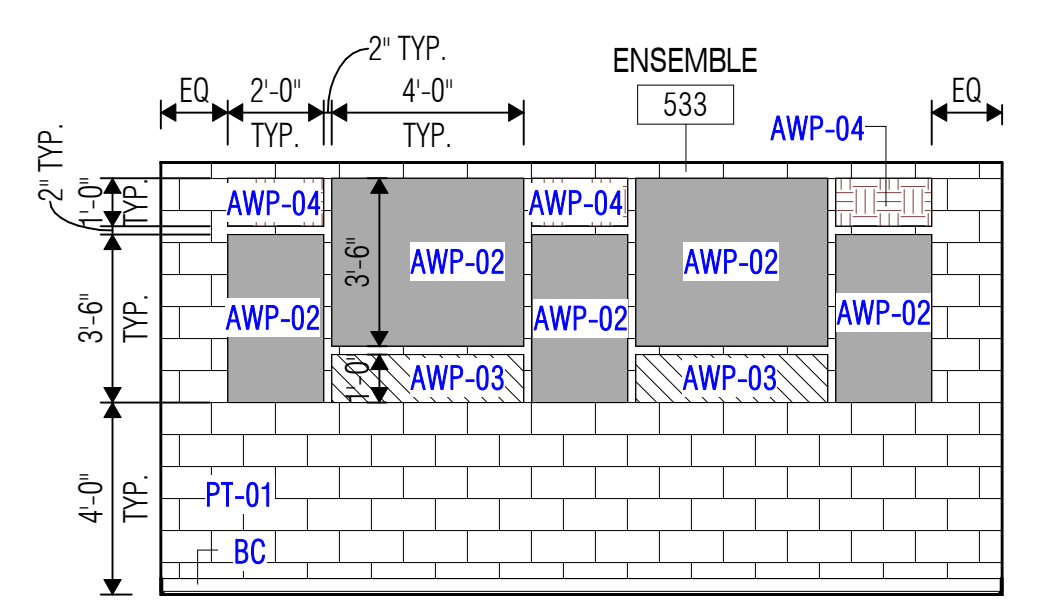 2" TYP.
ENSEMBLE
533
EQ
2'-0"
TYP.
4'-0"
TYP.
EQ
AWP-04
2" TYP.
1'-0"
TYP.
AWP-04
AWP-04
3'-6"
AWP-02
AWP-02
3'-6"
TYP.
AWP-02
AWP-02
AWP-02
1'-0"
AWP-03
AWP-03
4'-0"
TYP.
PT-01
BC